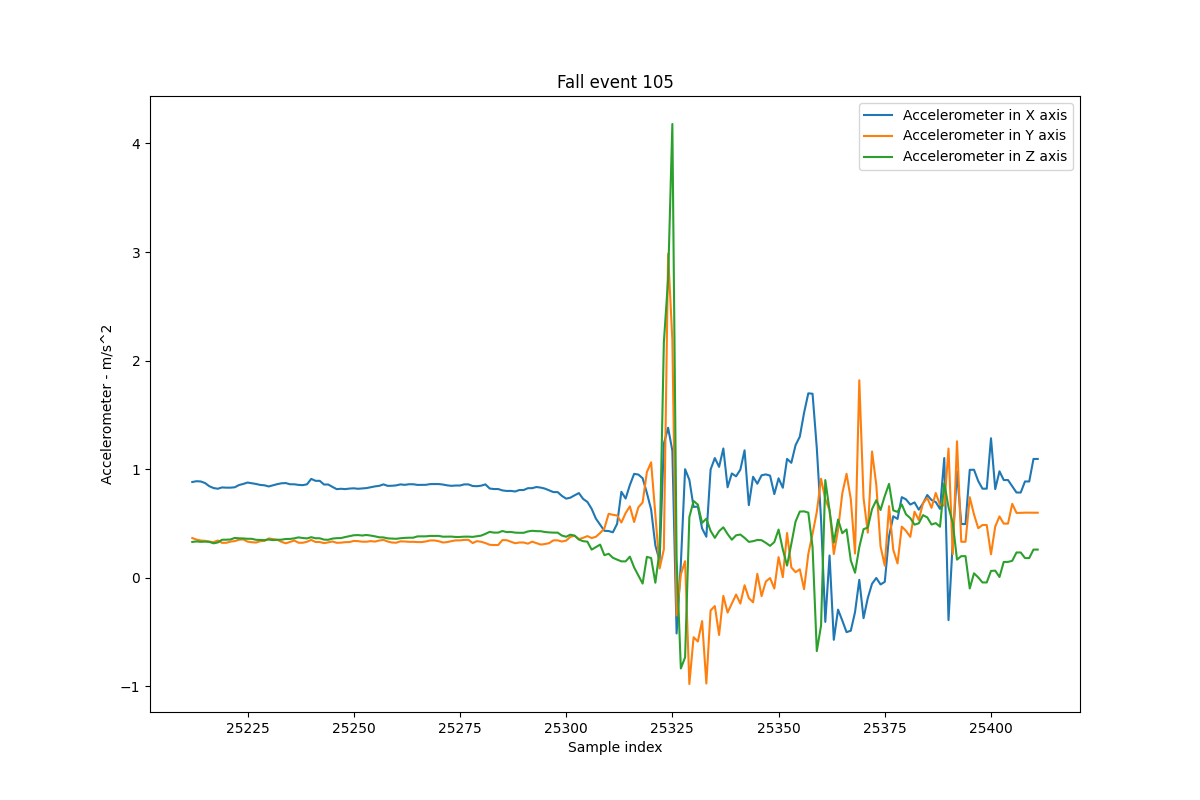 Fall event 105
Accelerometer in X axis
Accelerometer in Y axis
Accelerometer in Z axis
Accelerometer - m/s^2
4
3
2
1
0
−1
25225 25250 25275 25300 25325 25350 25375 25400
Sample index